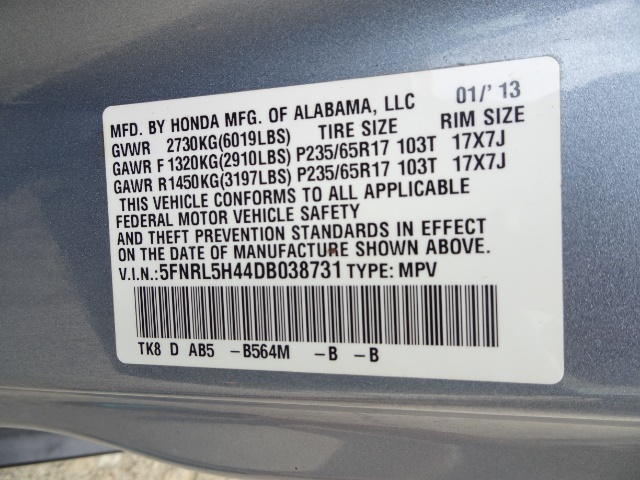 MFD. BY HONDA MFG. OF ALABAMA, LLC 01/'13
GVWR 2730KG(6019LBS) TIRE SIZE RIM SIZE
GAWR F1320KG(2910LBS) P235/65R17 103T 17X7J
GAWR R1450KG(3197LBS) P235/65R17 103T 17X7J
THIS VEHICLE CONFORMS TO ALL APPLICABLE
FEDERAL MOTOR VEHICLE SAFETY
AND THEFT PREVENTION STANDARDS IN EFFECT
ON THE DATE OF MANUFACTURE SHOWN ABOVE.
V.I.N.:5FNRL5H44DB038731 TYPE: MPV
TK8 D AB5 -B564M -B -B